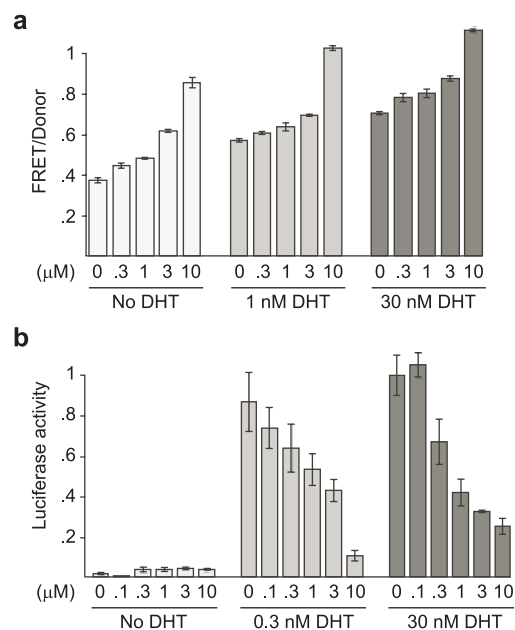 a
FRET/Donor
1
.8
.6
.4
.2
(μM) 0 .3 1 3 10 0 .3 1 3 10 0 .3 1 3 10
No DHT 1 nM DHT 30 nM DHT
b
Luciferase activity
1
.8
.6
.4
.2
(μM) 0 .1 .3 1 3 10 0 .1 .3 1 3 10 0 .1 .3 1 3 10
No DHT 0.3 nM DHT 30 nM DHT